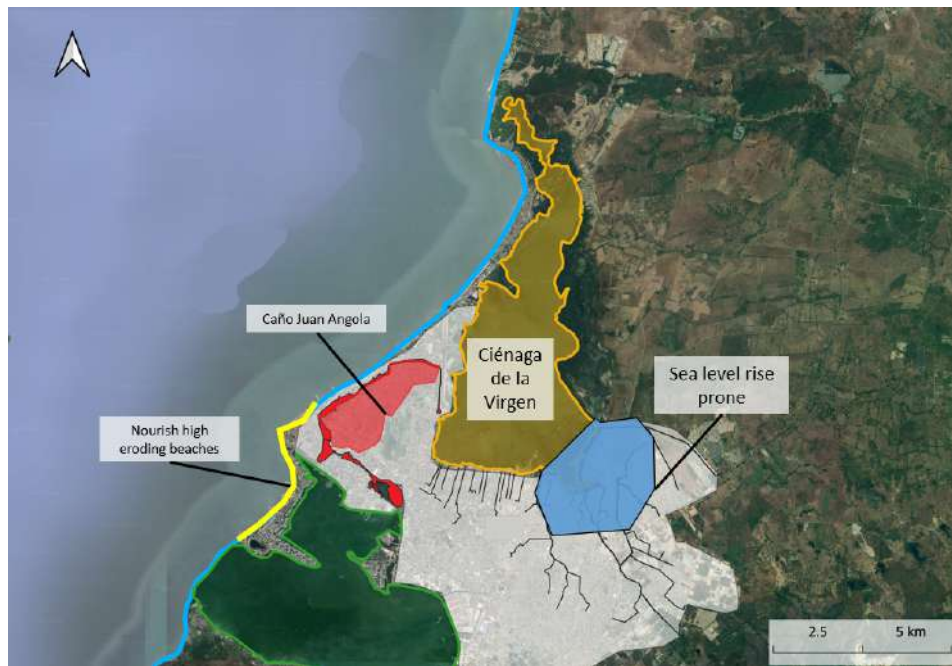 Caño Juan Angola
Ciénaga
de la
Virgen
Sea level rise
prone
Nourish high
eroding beaches
2.5 5 km